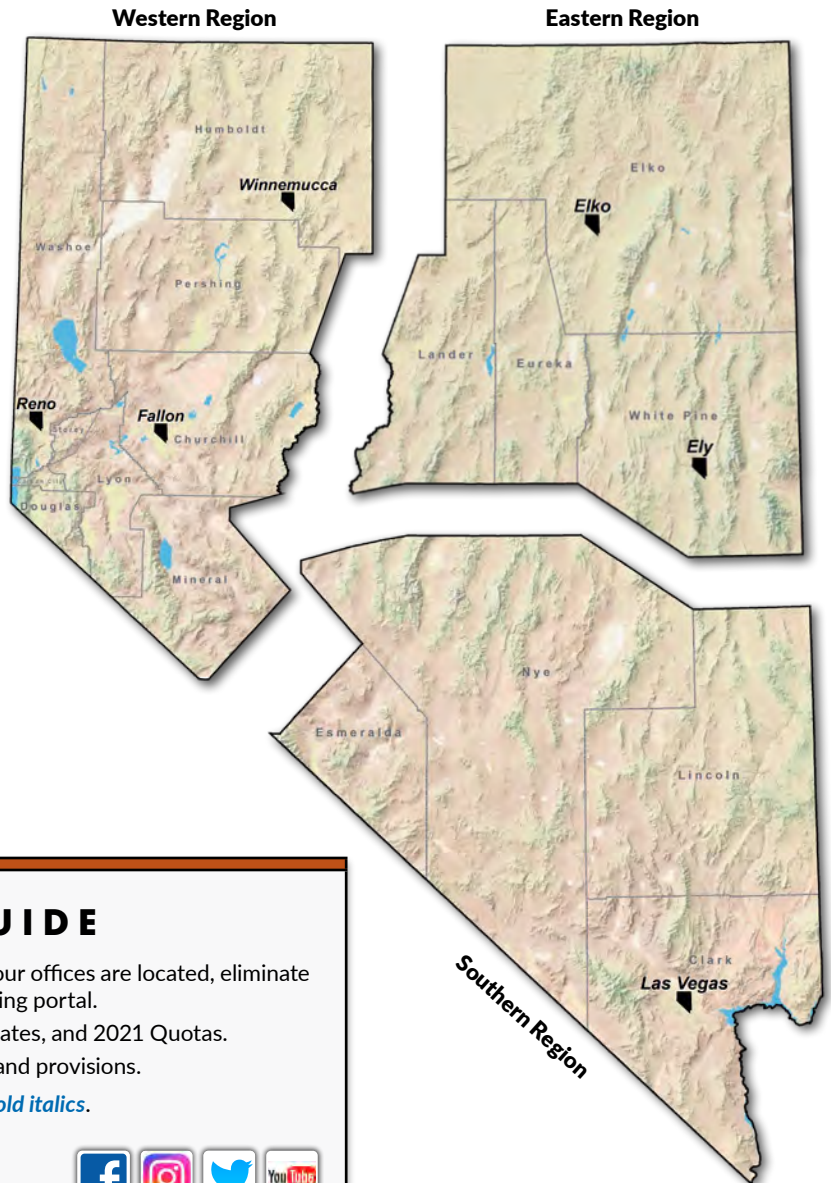 Western Region
Eastern Region
Humboldt
Winnemucca
Washoe
Pershing
Reno
Storey
Fallon
Churchill
Lyon
Douglas
Mineral
Elko
Elko
Lander
Eureka
White Pine
Ely
Nye
Esmeralda
Lincoln
Clark
Las Vegas
Southern Region
UIDE
our offices are located, eliminate
ing portal.
ates, and 2021 Quotas.
and provisions.
old italics.
You Tube